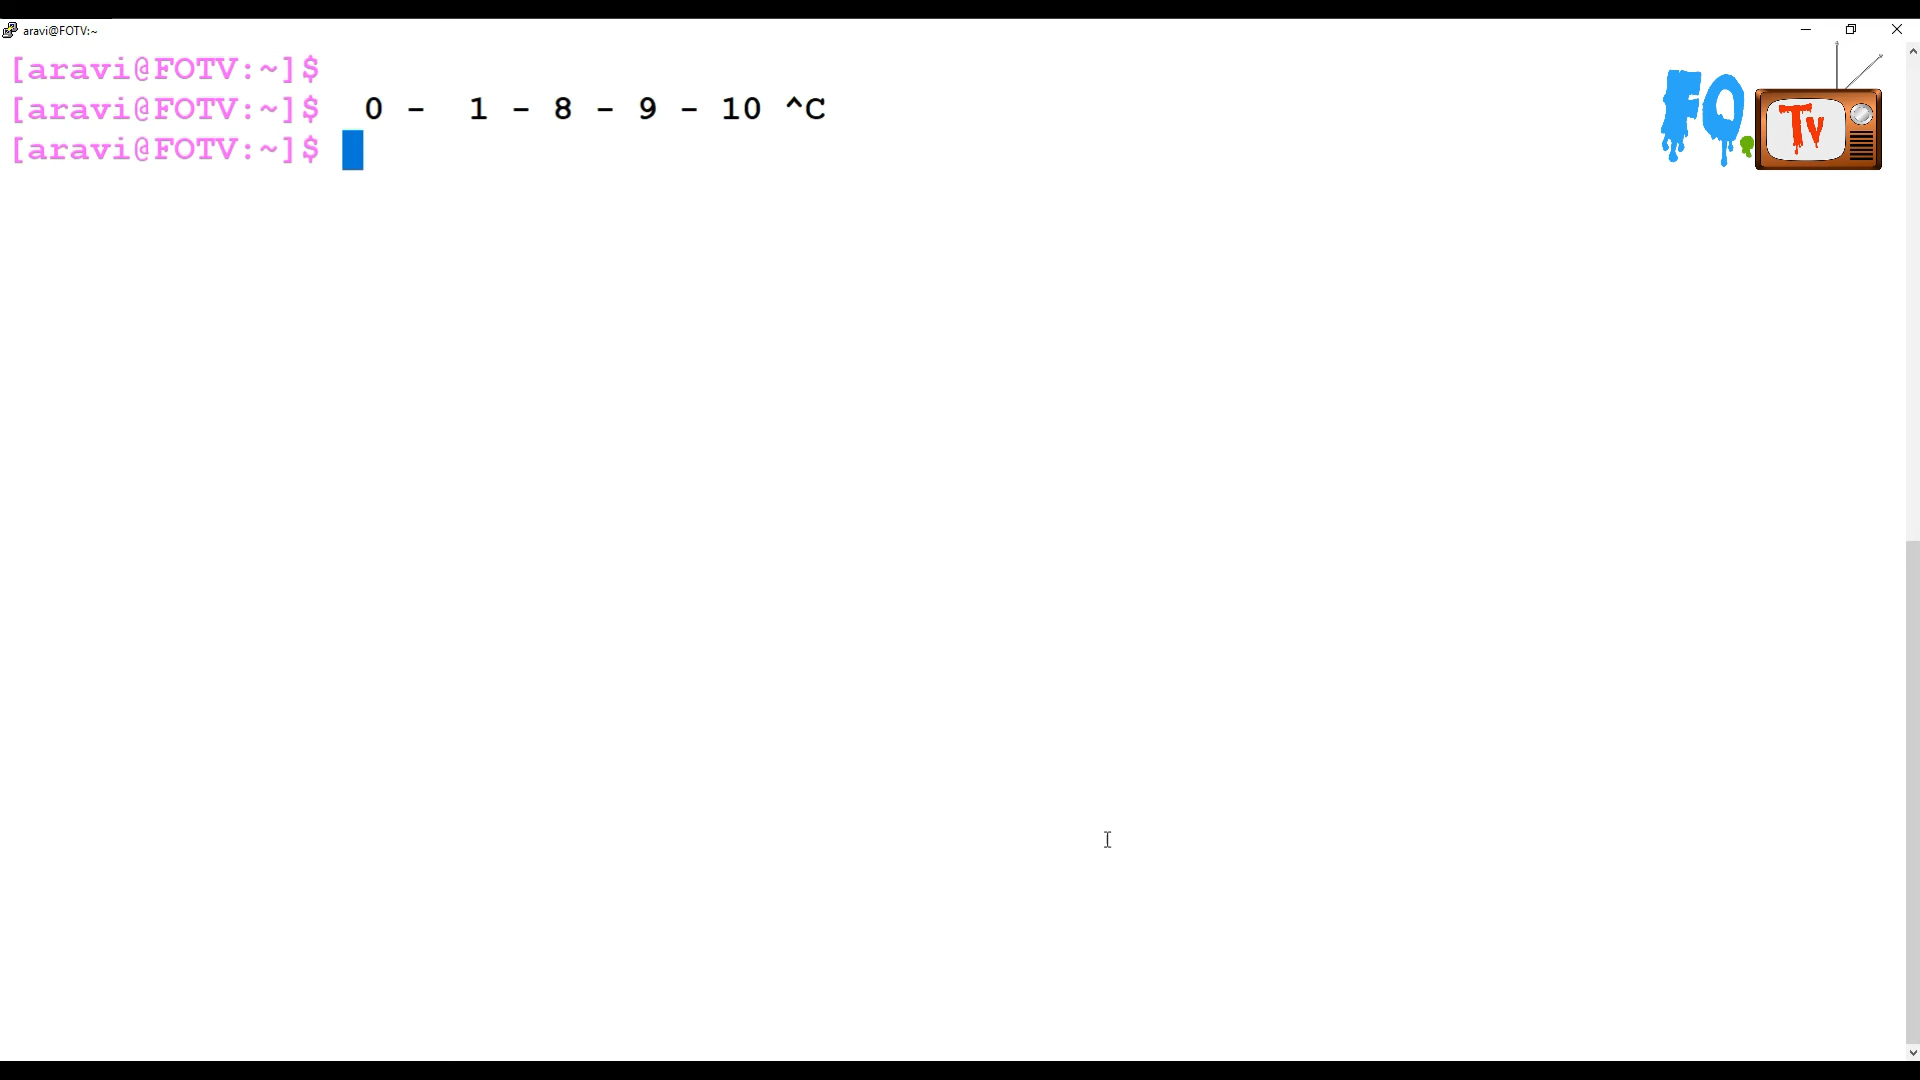 aravi@FOTV:~
[aravi@FOTV:~]$
[aravi@FOTV:~]$  0 -  1 - 8 - 9 - 10 ^C
[aravi@FOTV:~]$
FO.
Tv